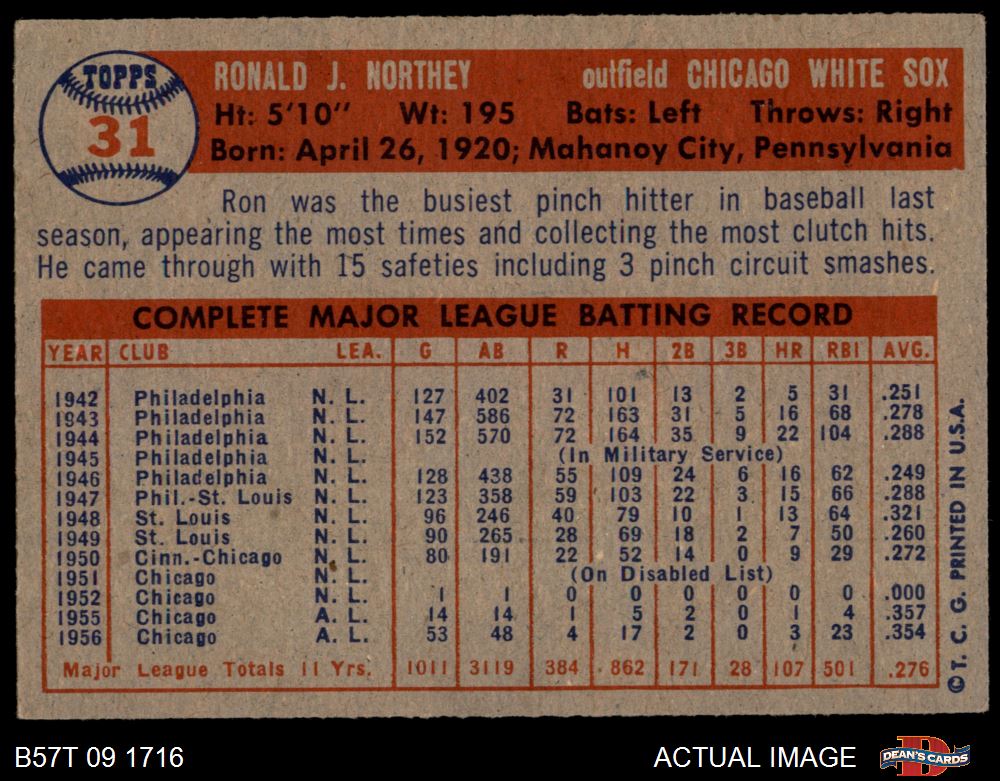 TOPPS
31
RONALD J. NORTHEY outfield CHICAGO WHITE SOX
Ht: 5'10" Wt: 195 Bats: Left Throws: Right
Born: April 26, 1920; Mahanoy City, Pennsylvania
Ron was the busiest pinch hitter in baseball last
season, appearing the most times and collecting the most clutch hits.
He came through with 15 safeties including 3 pinch circuit smashes.
COMPLETE MAJOR LEAGUE BATTING RECORD
YEAR CLUB LEA. G AB R H 2B 3B HR RBI AVG.
1942 Philadelphia N. L. 127 402 31 101 13 2 5 31 .251
1943 Philadelphia N. L. 147 586 72 163 31 5 16 68 .278
1944 Philadelphia N. L. 152 570 72 164 35 9 22 104 .288
1945 Philadelphia N. L. (In Military Service)
1946 Philadelphia N. L. 128 438 55 109 24 6 16 62 .249
1947 Phil.-St. Louis N. L. 123 358 59 103 22 3 15 66 .288
1948 St. Louis N. L. 96 246 40 79 10 1 13 64 .321
1949 St. Louis N. L. 90 265 28 69 18 2 7 50 .260
1950 Cinn.-Chicago N. L. 80 191 22 52 14 0 9 29 .272
1951 Chicago N. L. (On Disabled List)
1952 Chicago N. L. 1 1 0 0 0 0 0 0 .000
1955 Chicago A. L. 14 14 1 5 2 0 1 4 .357
1956 Chicago A. L. 53 48 4 17 2 0 3 23 .354
Major League Totals 11 Yrs. 1011 3119 384 862 171 28 107 501 .276
© T. C. G. PRINTED IN U.S.A.
B57T 09 1716 ACTUAL IMAGE DEAN'S CARDS